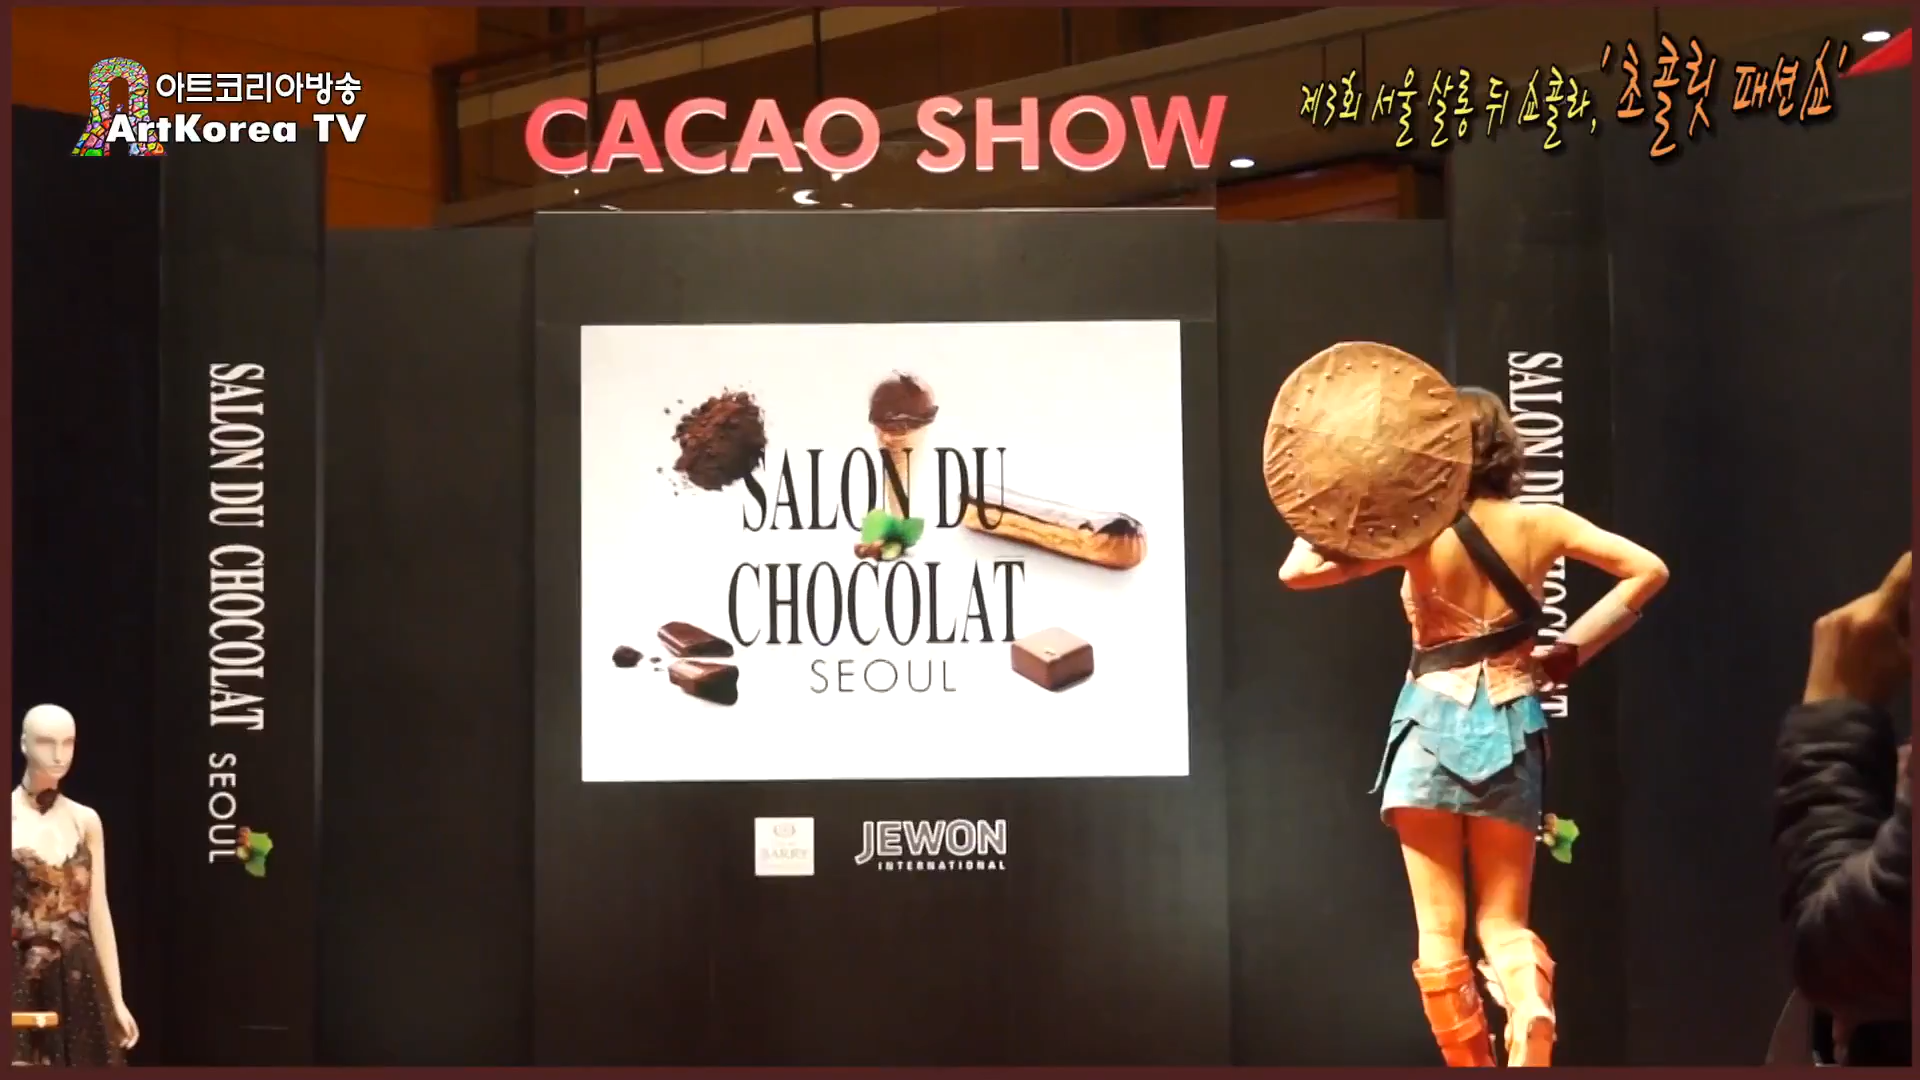 아트코리아방송
ArtKorea TV
CACAO SHOW
제3회 서울 살롱 뒤 쇼콜라, '초콜릿 패션쇼'
SALON DU CHOCOLAT SEOUL
SALON DU
CHOCOLAT
SEOUL
SALON DU
BARRY
JEWON
INTERNATIONAL